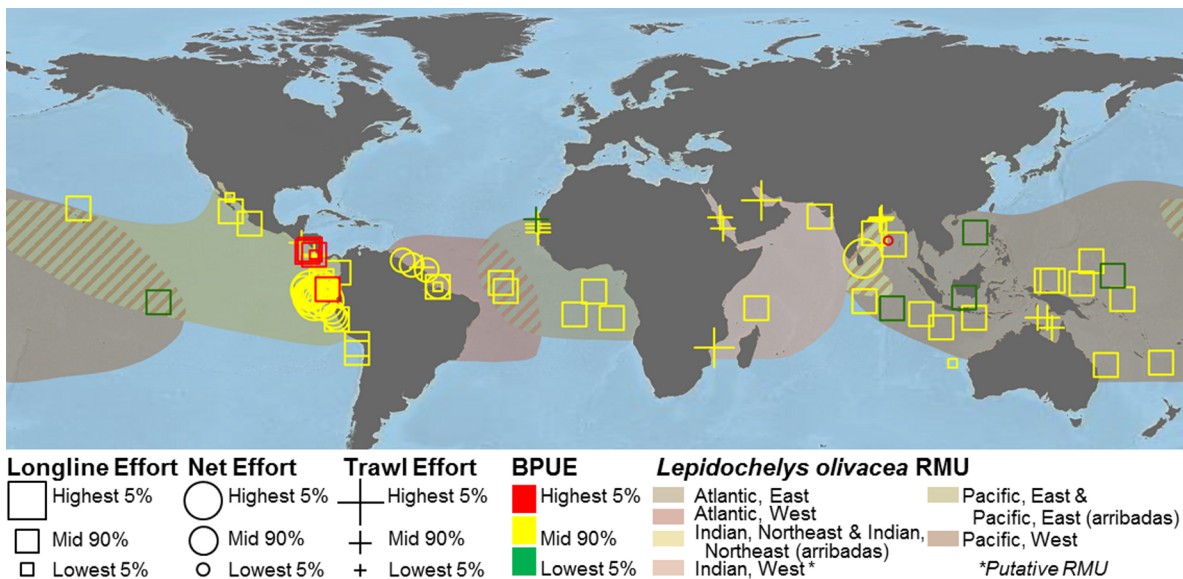 Longline Effort
Highest 5%
Mid 90%
Lowest 5%
Net Effort
Highest 5%
Mid 90%
Lowest 5%
Trawl Effort
Highest 5%
Mid 90%
Lowest 5%
BPUE
Highest 5%
Mid 90%
Lowest 5%
Lepidochelys olivacea RMU
Atlantic, East
Atlantic, West
Indian, Northeast & Indian,
Northeast (arribadas)
Indian, West*
Pacific, East &
Pacific, East (arribadas)
Pacific, West
*Putative RMU